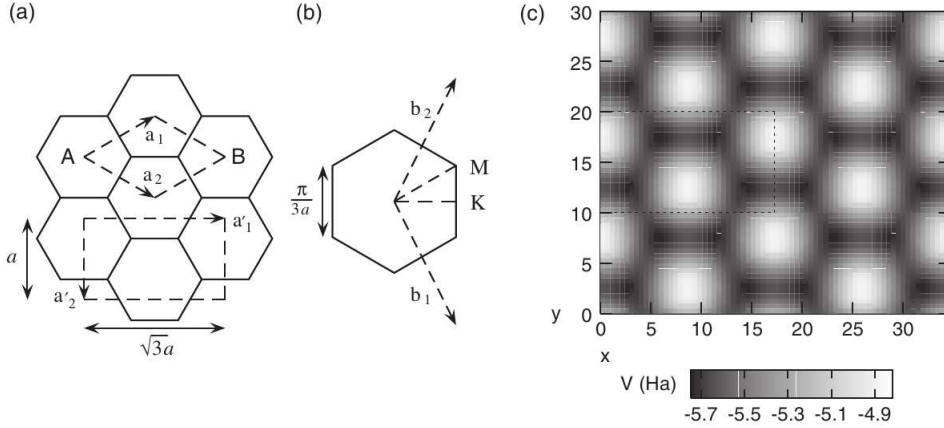 (a)
(b)
(c)
A
B
a₁
a₂
a
a'₁
a'₂
√3a
b₂
b₁
M
K
π
3a
30
25
20
15
10
5
0
y
0 5 10 15 20 25 30
x
V (Ha)
-5.7 -5.5 -5.3 -5.1 -4.9